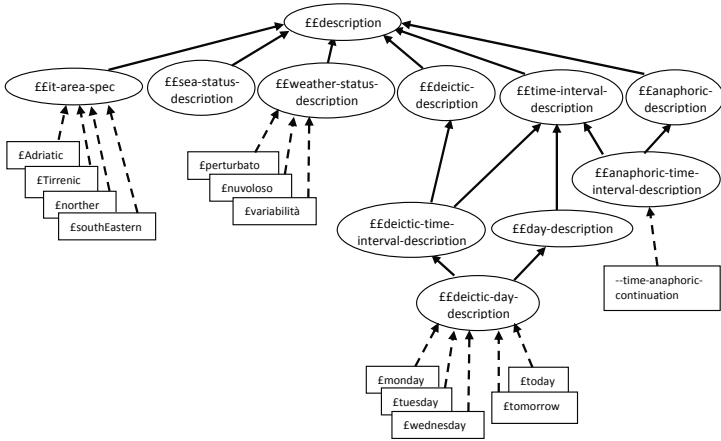 ££description
££it-area-spec
££sea-status-
description
££weather-status-
description
££deictic-
description
££time-interval-
description
££anaphoric-
description
£Adriatic
£Tirrenic
£norther
£southEastern
£perturbato
£nuvoloso
£variabilità
££anaphoric-time-
interval-description
££deictic-time-
interval-description
££day-description
--time-anaphoric-
continuation
££deictic-day-
description
£monday
£tuesday
£wednesday
£today
£tomorrow